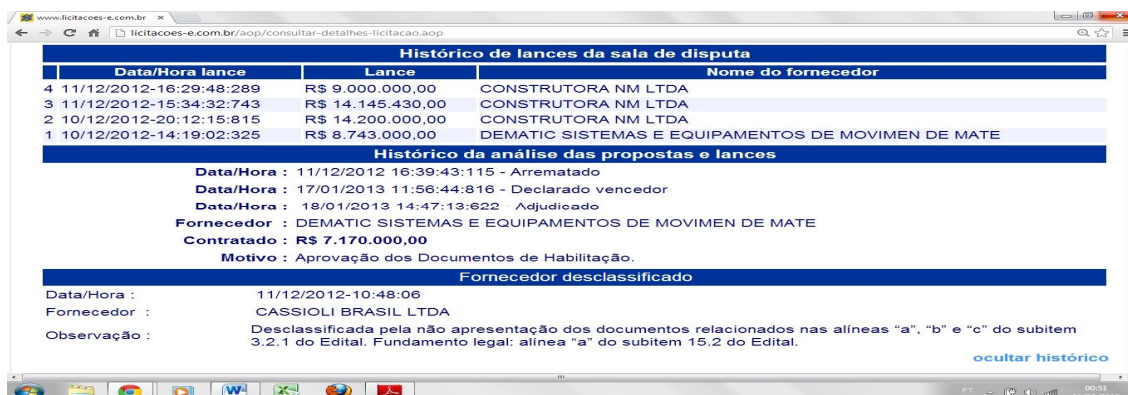 www.licitacoes-e.com.br
licitacoes-e.com.br/aop/consultar-detalhes-licitacao.aop
Histórico de lances da sala de disputa
Data/Hora lance Lance Nome do fornecedor
4 11/12/2012-16:29:48:289 R$ 9.000.000,00 CONSTRUTORA NM LTDA
3 11/12/2012-15:34:32:743 R$ 14.145.430,00 CONSTRUTORA NM LTDA
2 10/12/2012-20:12:15:815 R$ 14.200.000,00 CONSTRUTORA NM LTDA
1 10/12/2012-14:19:02:325 R$ 8.743.000,00 DEMATIC SISTEMAS E EQUIPAMENTOS DE MOVIMEN DE MATE
Histórico da análise das propostas e lances
Data/Hora : 11/12/2012 16:39:43:115 - Arrematado
Data/Hora : 17/01/2013 11:56:44:816 - Declarado vencedor
Data/Hora : 18/01/2013 14:47:13:622 - Adjudicado
Fornecedor : DEMATIC SISTEMAS E EQUIPAMENTOS DE MOVIMEN DE MATE
Contratado : R$ 7.170.000,00
Motivo : Aprovação dos Documentos de Habilitação.
Fornecedor desclassificado
Data/Hora : 11/12/2012-10:48:06
Fornecedor : CASSIOLI BRASIL LTDA
Observação : Desclassificada pela não apresentação dos documentos relacionados nas alíneas “a”, “b” e “c” do subitem
3.2.1 do Edital. Fundamento legal: alínea “a” do subitem 15.2 do Edital.
ocultar histórico
PT 00:51